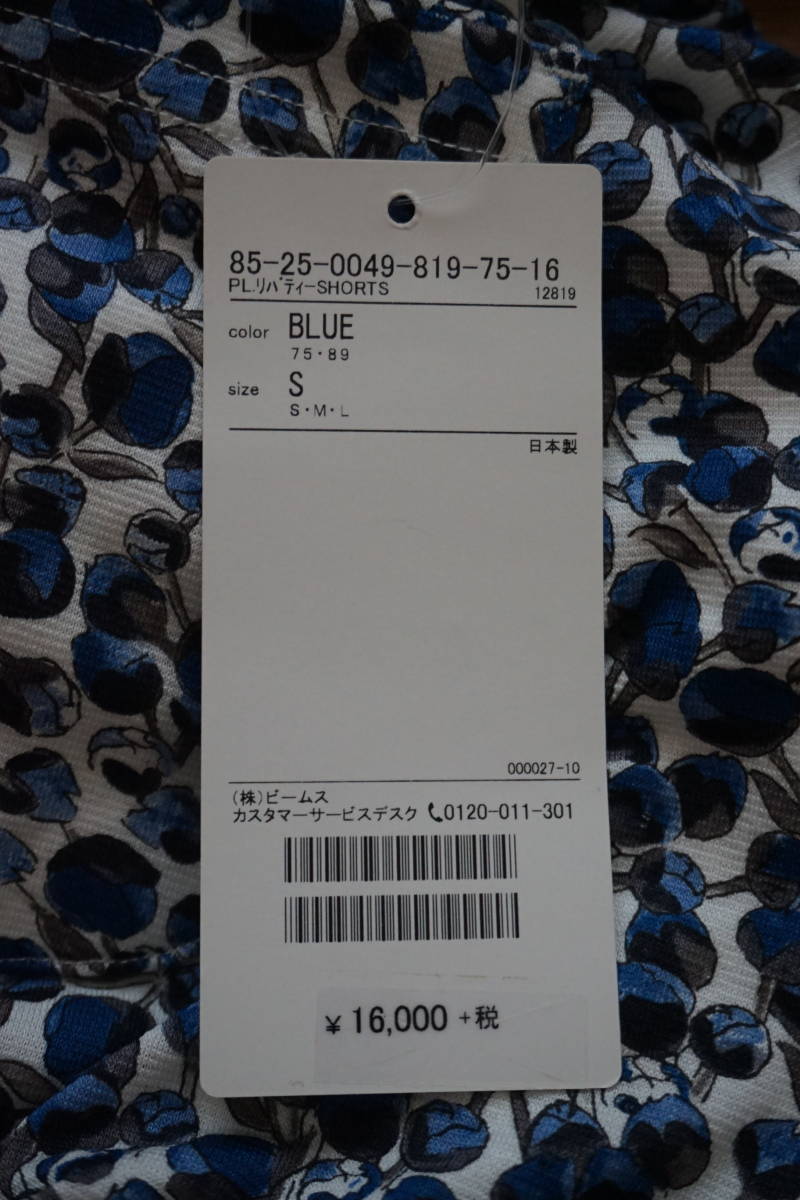 85-25-0049-819-75-16
PL.リバティーSHORTS 12819
color BLUE
75・89
size S
S・M・L
日本製
000027-10
(株)ビームス
カスタマーサービスデスク 0120-011-301
¥ 16,000 +税